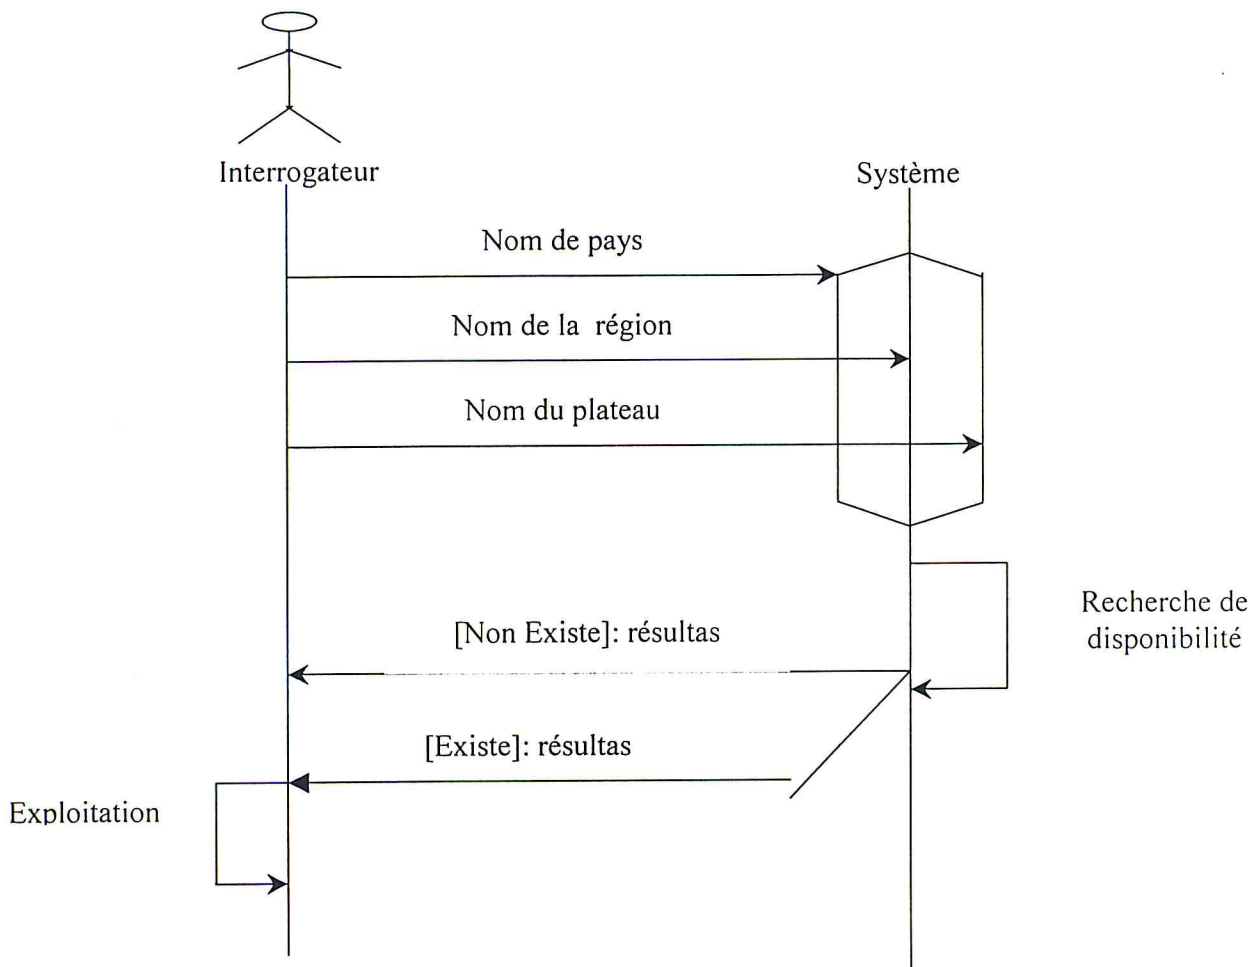 Interrogateur
Système
Nom de pays
Nom de la région
Nom du plateau
Recherche de
disponibilité
[Non Existe]: résultas
[Existe]: résultas
Exploitation